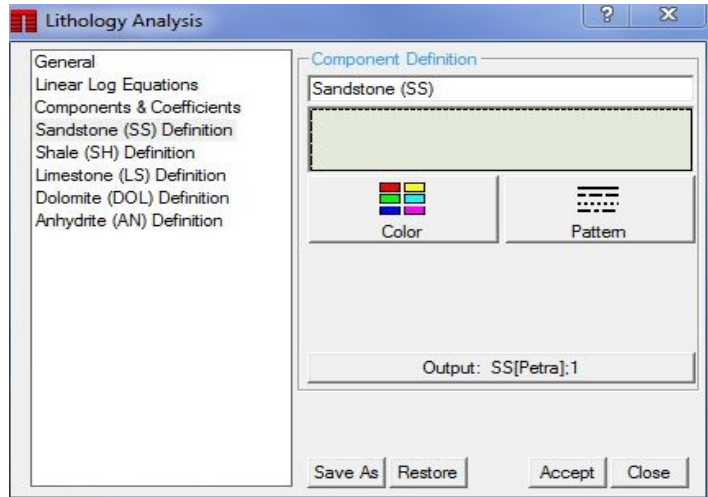 Lithology Analysis
General
Linear Log Equations
Components & Coefficients
Sandstone (SS) Definition
Shale (SH) Definition
Limestone (LS) Definition
Dolomite (DOL) Definition
Anhydrite (AN) Definition
Component Definition
Sandstone (SS)
Color
Pattern
Output: SS[Petra];1
Save As
Restore
Accept
Close